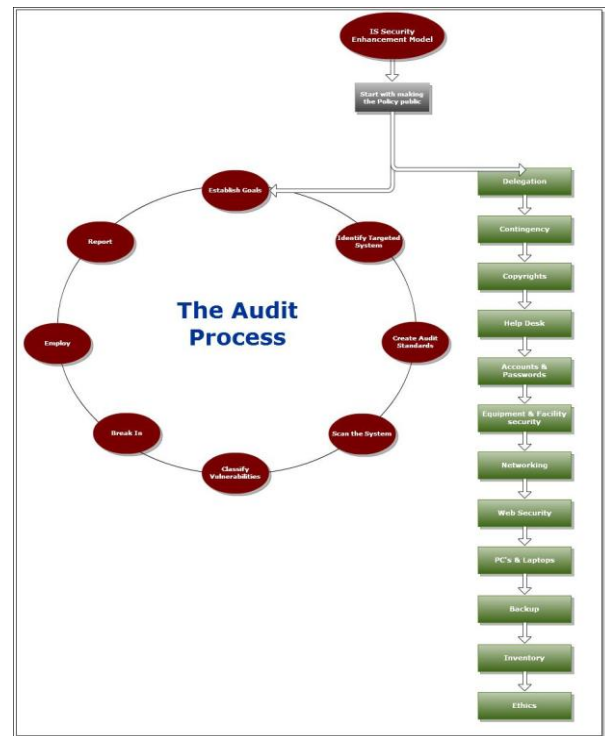 IS Security
Enhancement Model
Start with making
the Policy public
Establish Goals
Identify Targeted
System
Create Audit
Standards
Scan the System
Classify
Vulnerabilities
Break In
Employ
Report
The Audit
Process
Delegation
Contingency
Copyrights
Help Desk
Accounts &
Passwords
Equipment & Facility
security
Networking
Web Security
PC's & Laptops
Backup
Inventory
Ethics